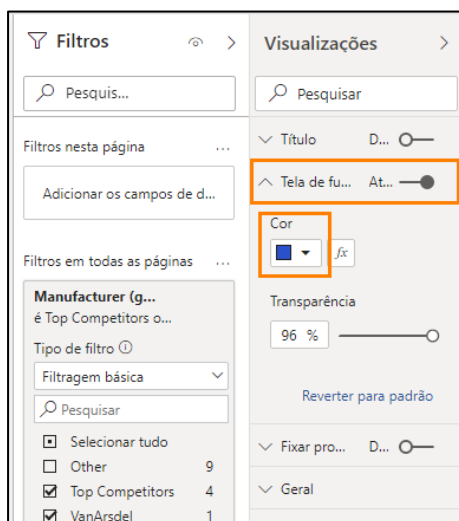 Filtros
Pesquis...
Filtros nesta página ...
Adicionar os campos de d...
Filtros em todas as páginas ...
Manufacturer (g...
é Top Competitors o...
Tipo de filtro
Filtragem básica
Pesquisar
Selecionar tudo
Other 9
Top Competitors 4
VanArsdel 1
Visualizações
Pesquisar
Título D...
Tela de fu... At...
Cor
fx
Transparência
96 %
Reverter para padrão
Fixar pro... D...
Geral